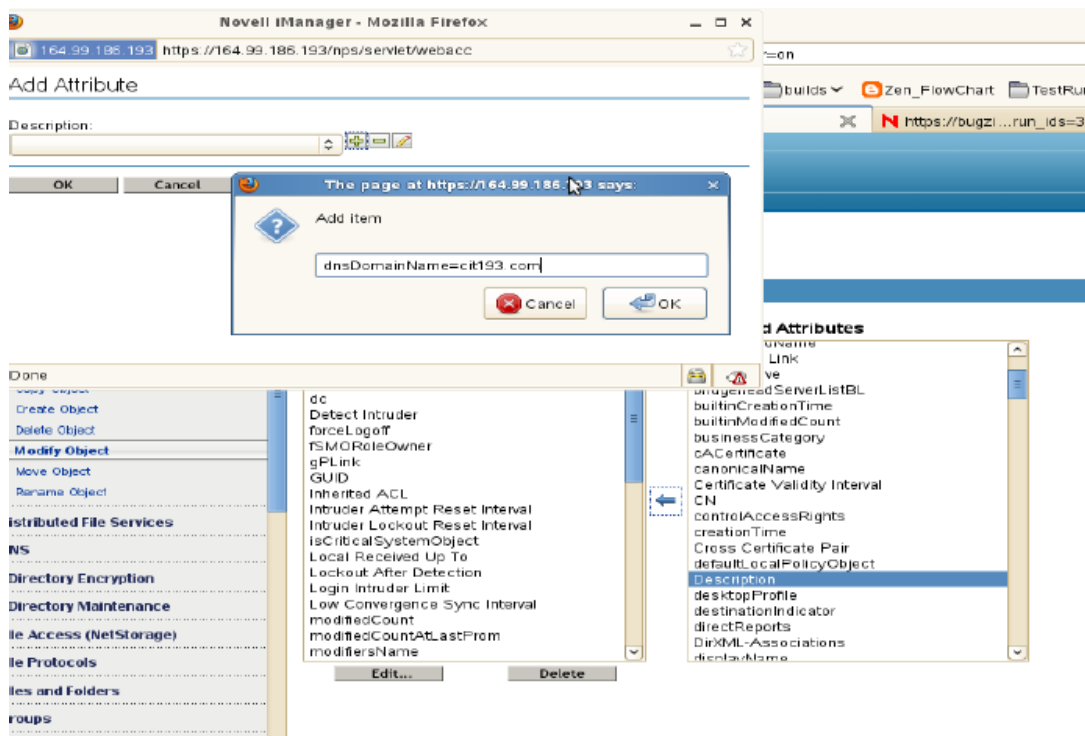 Novell iManager - Mozilla Firefox
164.99.186.193 https://164.99.186.193/nps/servlet/webacc
Add Attribute
Description:
OK Cancel
The page at https://164.99.186.193 says:
Add item
dnsDomainName=cit193.com
Cancel OK
Done
r=on
builds Zen_FlowChart TestRu
https://bugzi...run_ids=3
d Attributes
Copy Object
Create Object
Delete Object
Modify Object
Move Object
Rename Object
istributed File Services
NS
Directory Encryption
Directory Maintenance
le Access (NetStorage)
le Protocols
les and Folders
roups
dc
Detect Intruder
forceLogoff
fSMORoleOwner
gPLink
GUID
Inherited ACL
Intruder Attempt Reset Interval
Intruder Lockout Reset Interval
isCriticalSystemObject
Local Received Up To
Lockout After Detection
Login Intruder Limit
Low Convergence Sync Interval
modifiedCount
modifiedCountAtLastProm
modifiersName
Edit... Delete
Link
ve
bridgeheadServerListBL
builtinCreationTime
builtinModifiedCount
businessCategory
cACertificate
canonicalName
Certificate Validity Interval
CN
controlAccessRights
creationTime
Cross Certificate Pair
defaultLocalPolicyObject
Description
desktopProfile
destinationIndicator
directReports
DirXML-Associations
displayName